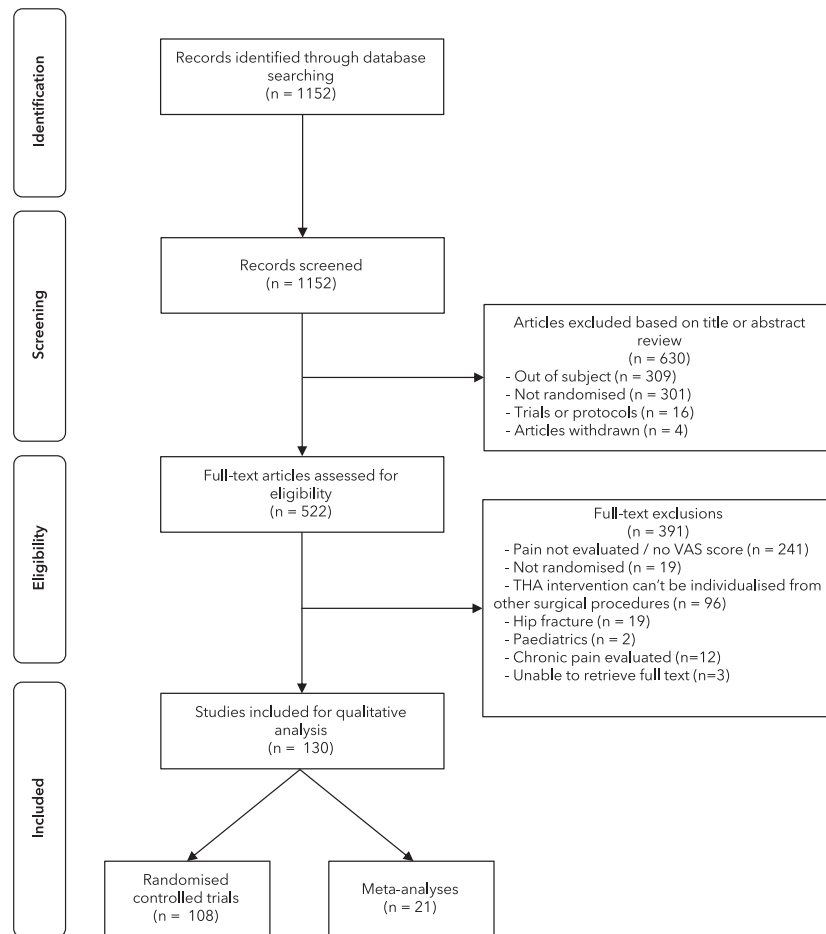 Identification
Records identified through database
searching
(n = 1152)
Screening
Records screened
(n = 1152)
Articles excluded based on title or abstract
review
(n = 630)
- Out of subject (n = 309)
- Not randomised (n = 301)
- Trials or protocols (n = 16)
- Articles withdrawn (n = 4)
Eligibility
Full-text articles assessed for
eligibility
(n = 522)
Full-text exclusions
(n = 391)
- Pain not evaluated / no VAS score (n = 241)
- Not randomised (n = 19)
- THA intervention can’t be individualised from
other surgical procedures (n = 96)
- Hip fracture (n = 19)
- Paediatrics (n = 2)
- Chronic pain evaluated (n=12)
- Unable to retrieve full text (n=3)
Included
Studies included for qualitative
analysis
(n = 130)
Randomised
controlled trials
(n = 108)
Meta-analyses
(n = 21)